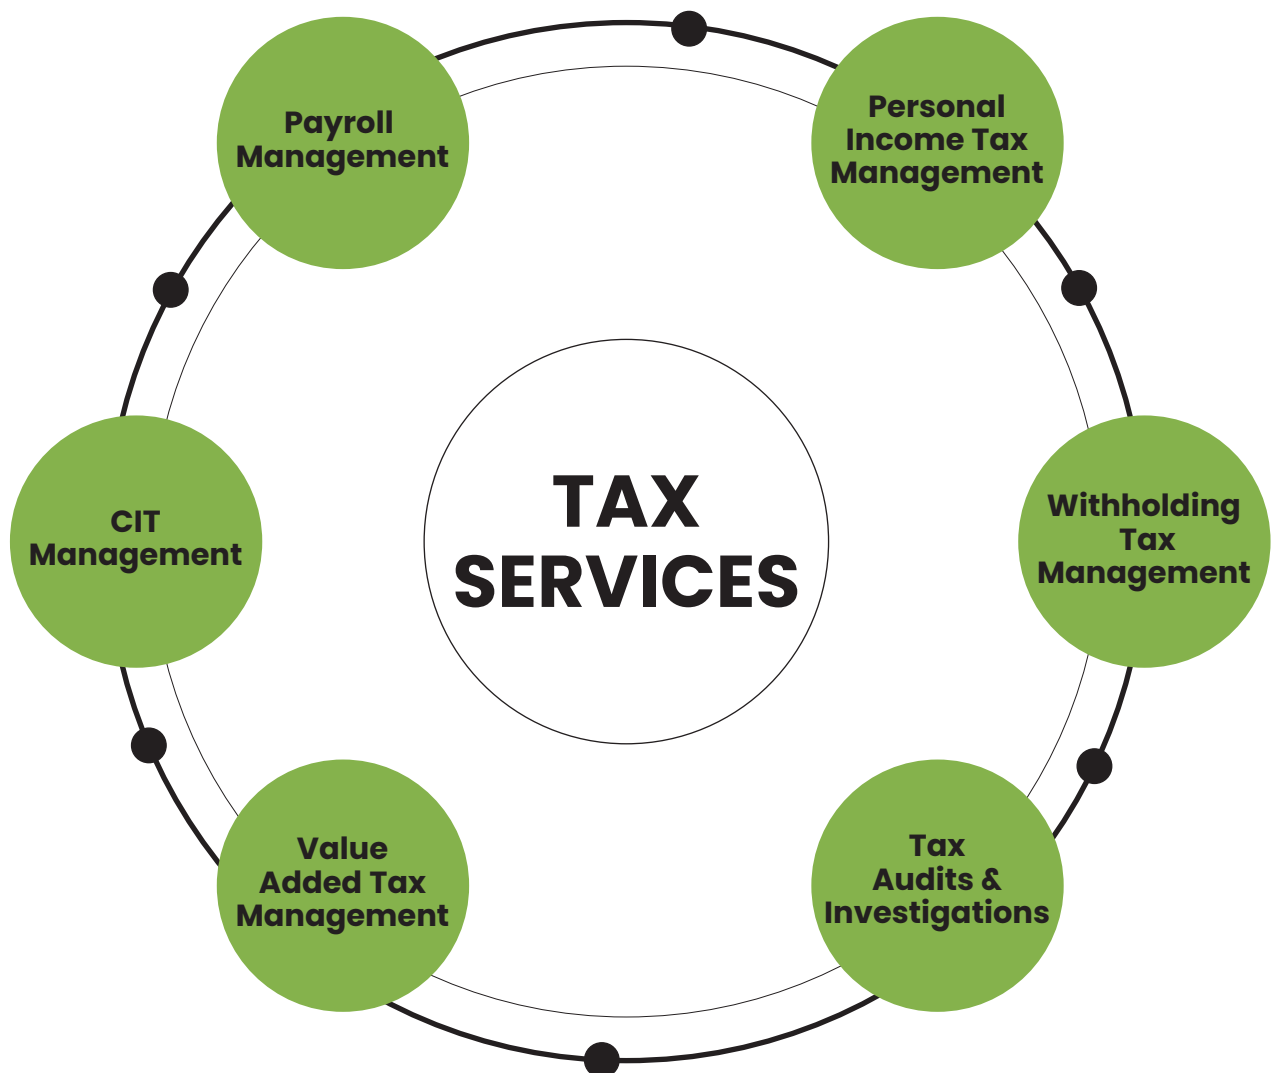 Payroll
Management
Personal
Income Tax
Management
CIT
Management
TAX
SERVICES
Withholding
Tax
Management
Value
Added Tax
Management
Tax
Audits &
Investigations